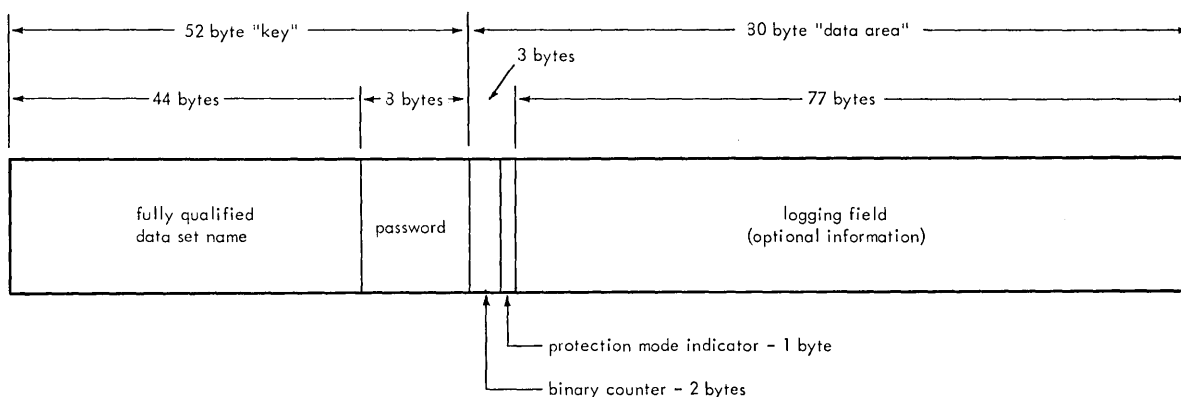 52 byte "key"
30 byte "data area"
3 bytes
44 bytes
3 bytes
77 bytes
fully qualified
data set name
password
logging field
(optional information)
protection mode indicator – 1 byte
binary counter – 2 bytes